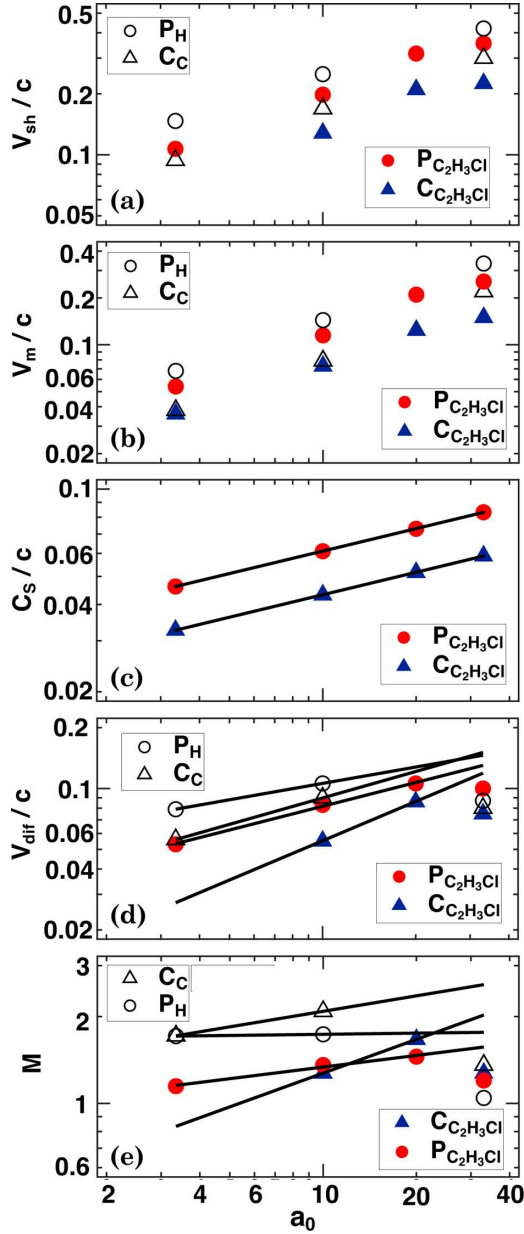 0.5
0.2
0.1
0.05
V_sh / c
P_H
C_C
P_C2H3Cl
C_C2H3Cl
(a)
0.4
0.2
0.1
0.06
0.04
0.02
V_m / c
P_H
C_C
P_C2H3Cl
C_C2H3Cl
(b)
0.1
0.06
0.04
0.02
C_S / c
P_C2H3Cl
C_C2H3Cl
(c)
0.2
0.1
0.06
0.04
0.02
V_dif / c
P_H
C_C
P_C2H3Cl
C_C2H3Cl
(d)
3
2
1
0.6
M
C_C
P_H
C_C2H3Cl
P_C2H3Cl
(e)
2 4 6 10 20 40
a_0